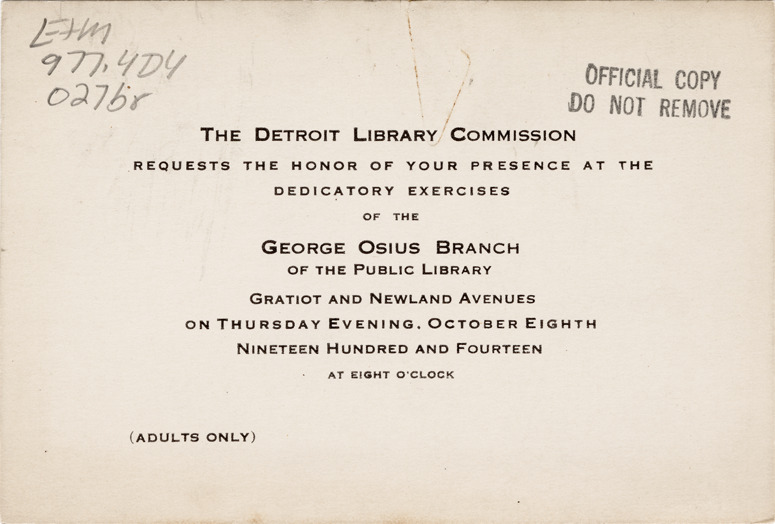 E+M
977.4D4
O27br
OFFICIAL COPY
DO NOT REMOVE
THE DETROIT LIBRARY COMMISSION
REQUESTS THE HONOR OF YOUR PRESENCE AT THE
DEDICATORY EXERCISES
OF THE
GEORGE OSIUS BRANCH
OF THE PUBLIC LIBRARY
GRATIOT AND NEWLAND AVENUES
ON THURSDAY EVENING, OCTOBER EIGHTH
NINETEEN HUNDRED AND FOURTEEN
AT EIGHT O'CLOCK
(ADULTS ONLY)